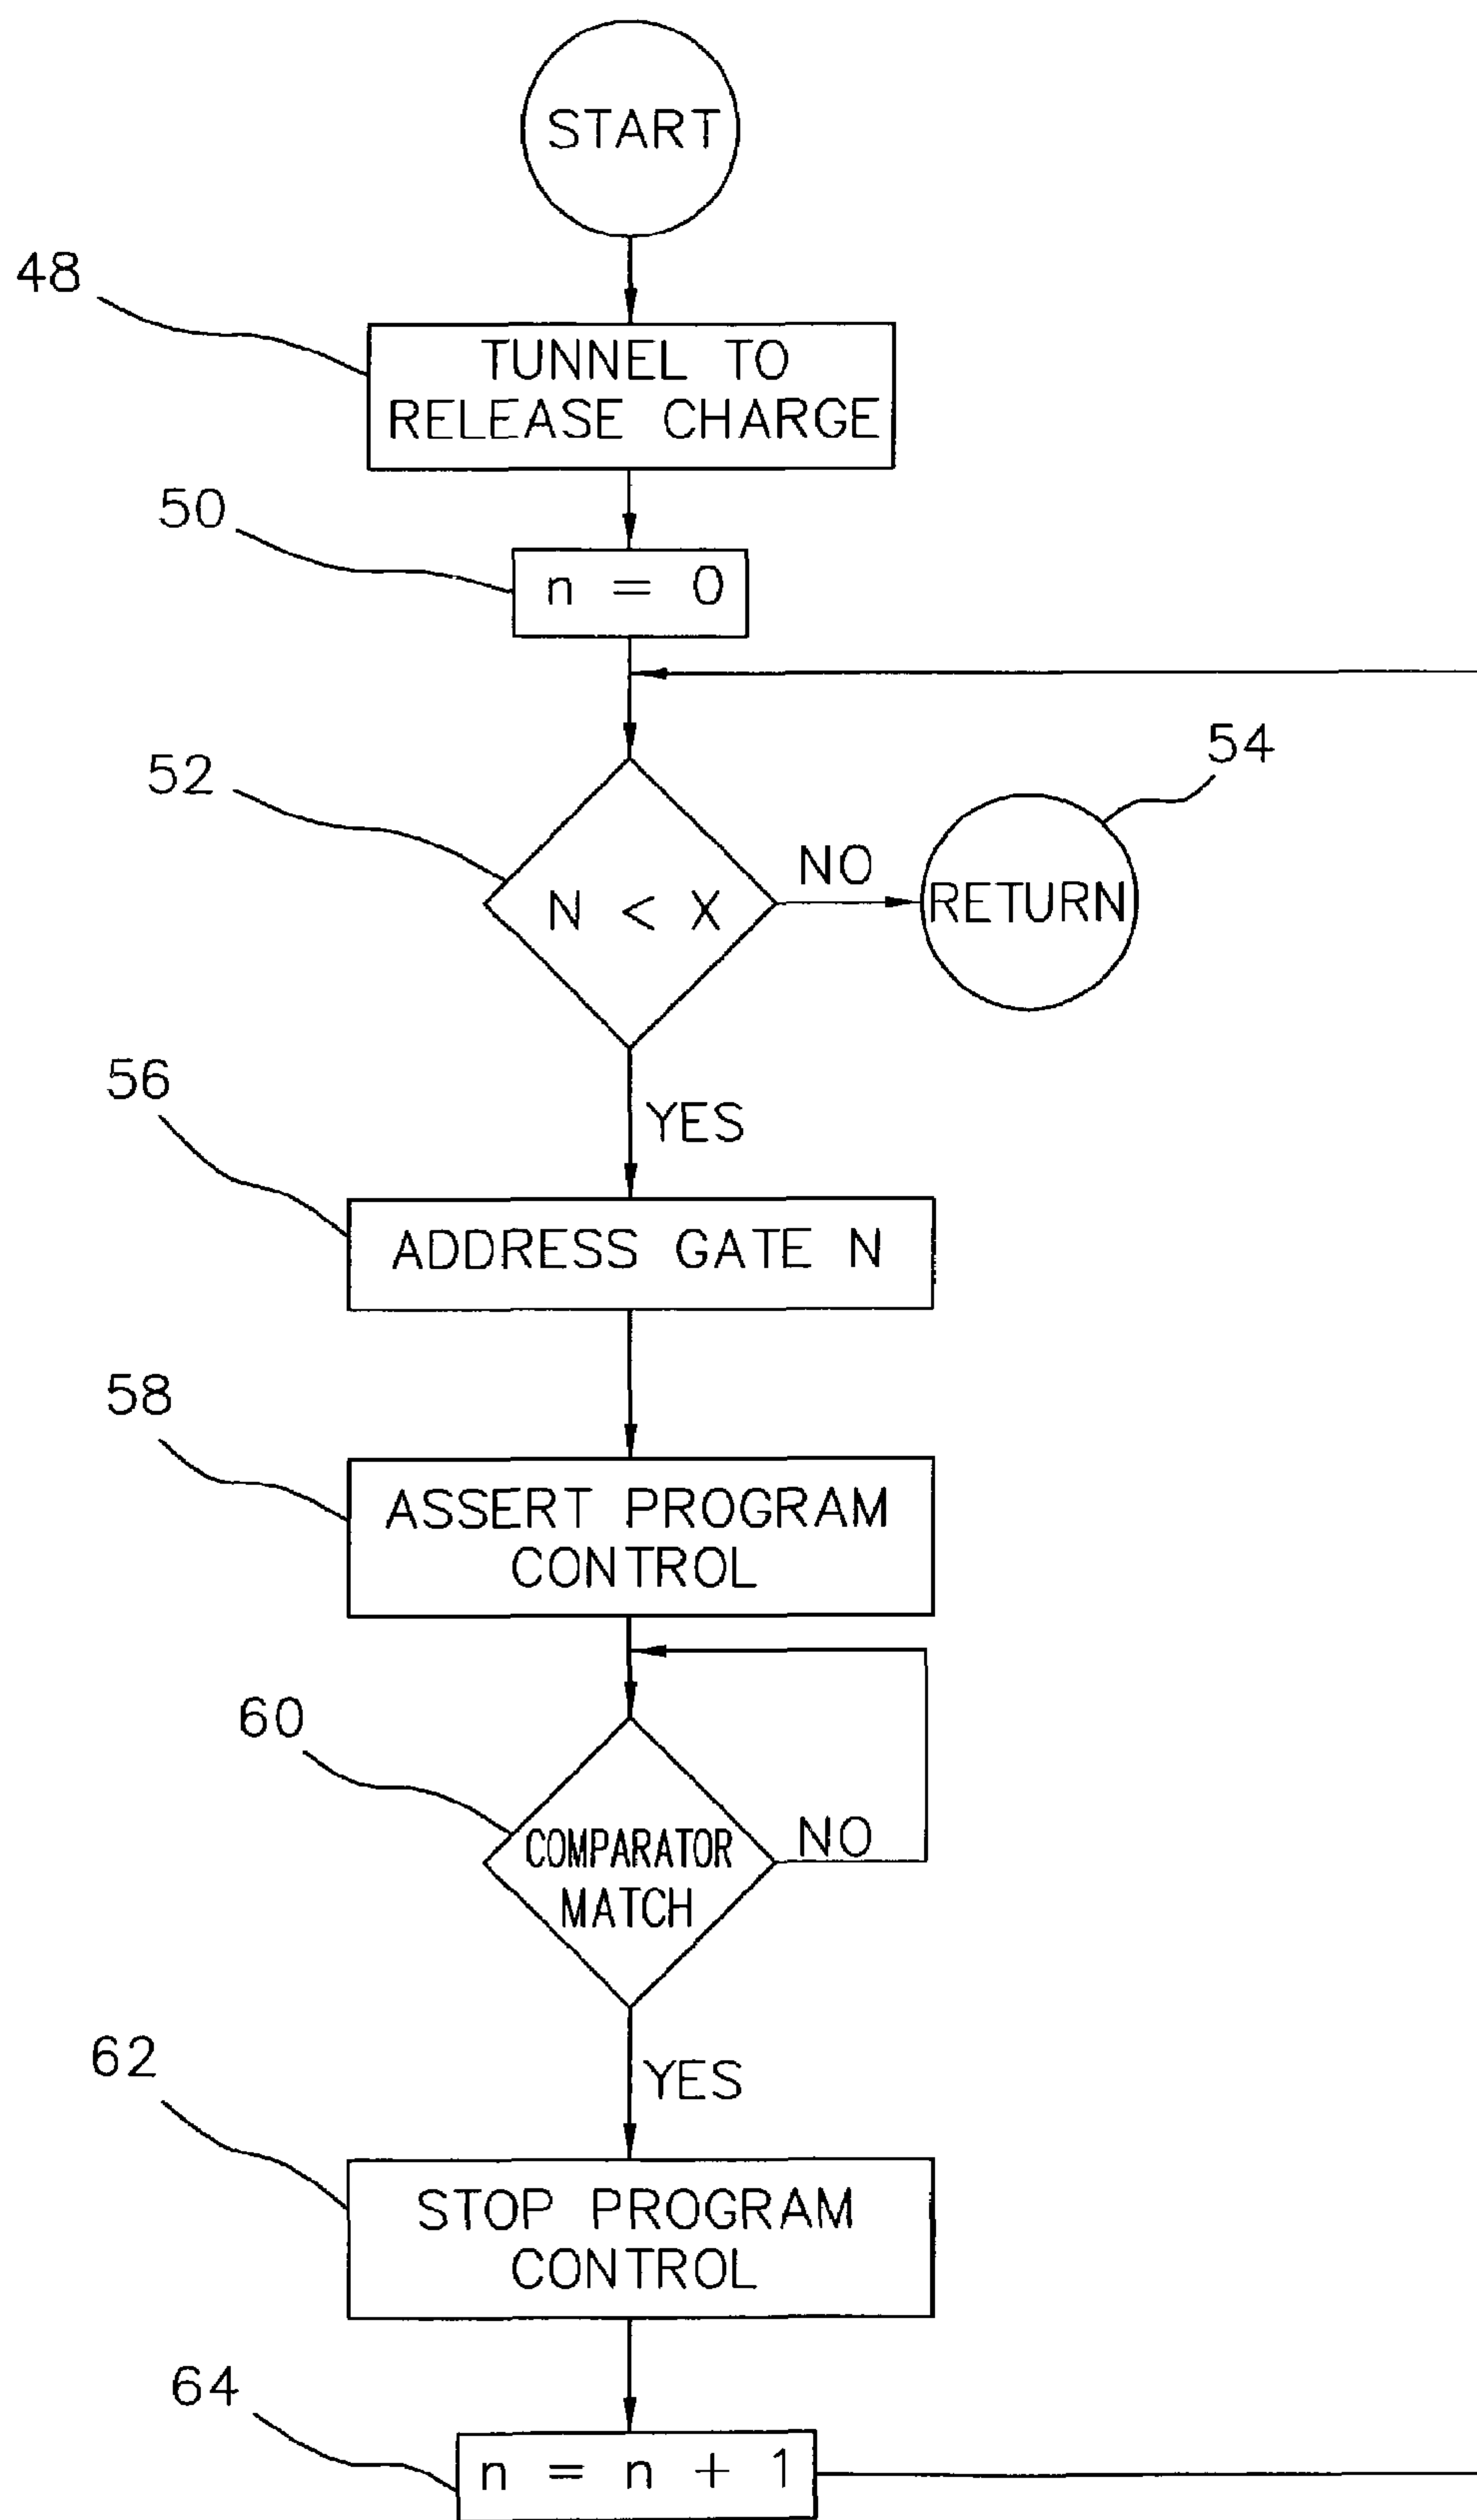 START
48
TUNNEL TO
RELEASE CHARGE
50
n = 0
52
N < X
NO
54
RETURN
YES
56
ADDRESS GATE N
58
ASSERT PROGRAM
CONTROL
60
COMPARATOR
MATCH
NO
YES
62
STOP PROGRAM
CONTROL
64
n = n + 1